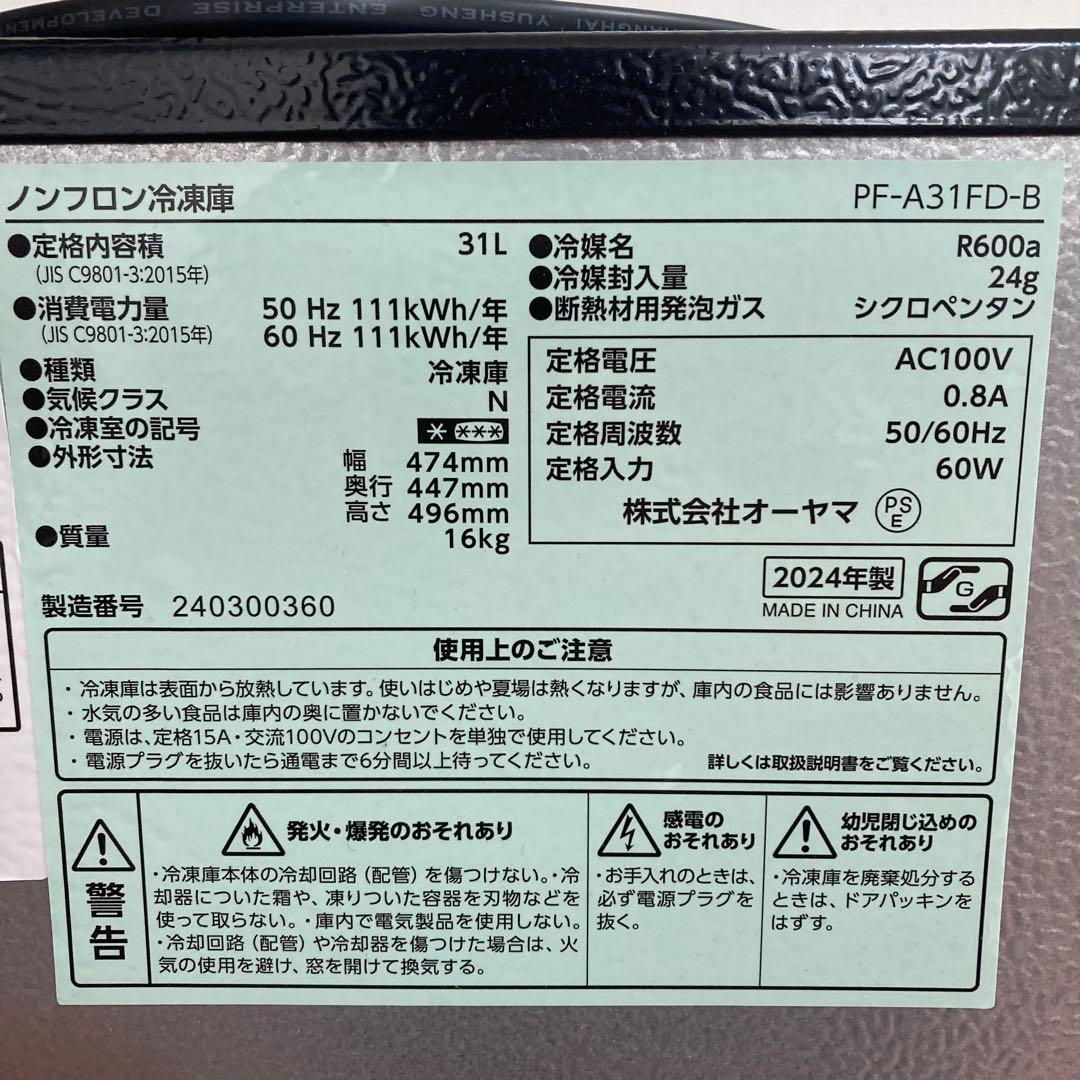 SHANGHAI YUSHENG ENTERPRISE DEVELOPMENT
ノンフロン冷凍庫 PF-A31FD-B
●定格内容積 31L
(JIS C9801-3:2015年)
●消費電力量 50 Hz 111kWh/年
(JIS C9801-3:2015年) 60 Hz 111kWh/年
●種類 冷凍庫
●気候クラス N
●冷凍室の記号 * ***
●外形寸法 幅 474mm
奥行 447mm
高さ 496mm
●質量 16kg
●冷媒名 R600a
●冷媒封入量 24g
●断熱材用発泡ガス シクロペンタン
定格電圧 AC100V
定格電流 0.8A
定格周波数 50/60Hz
定格入力 60W
株式会社オーヤマ PSE
2024年製
MADE IN CHINA
G
製造番号 240300360
使用上のご注意
・冷凍庫は表面から放熱しています。使いはじめや夏場は熱くなりますが、庫内の食品には影響ありません。
・水気の多い食品は庫内の奥に置かないでください。
・電源は、定格15A・交流100Vのコンセントを単独で使用してください。
・電源プラグを抜いたら通電まで6分間以上待ってください。 詳しくは取扱説明書をご覧ください。
警告
発火・爆発のおそれあり
・冷凍庫本体の冷却回路（配管）を傷つけない。・冷
却器についた霜や、凍りついた容器を刃物などを
使って取らない。・庫内で電気製品を使用しない。
・冷却回路（配管）や冷却器を傷つけた場合は、火
気の使用を避け、窓を開けて換気する。
感電の
おそれあり
・お手入れのときは、
必ず電源プラグを
抜く。
幼児閉じ込めの
おそれあり
・冷凍庫を廃棄処分する
ときは、ドアパッキンを
はずす。